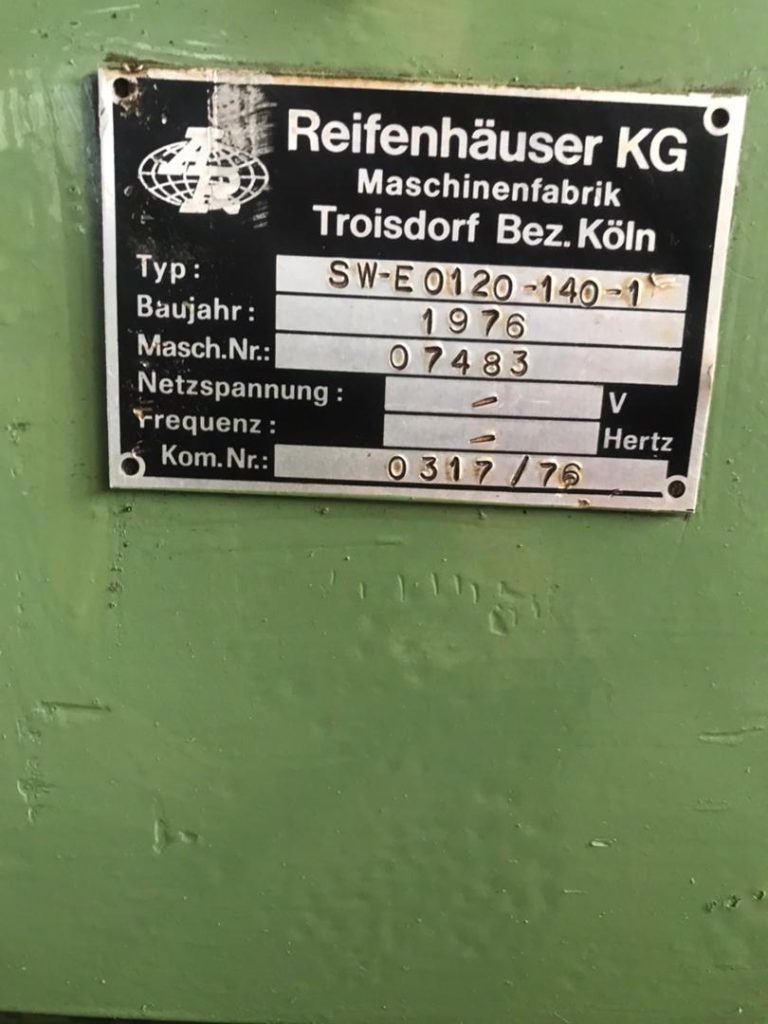 AR
Reifenhäuser KG
Maschinenfabrik
Troisdorf Bez. Köln
Typ: SW-E 0120-140-1
Baujahr: 1976
Masch.Nr.: 07483
Netzspannung: - V
Frequenz: - Hertz
Kom.Nr.: 0317/76